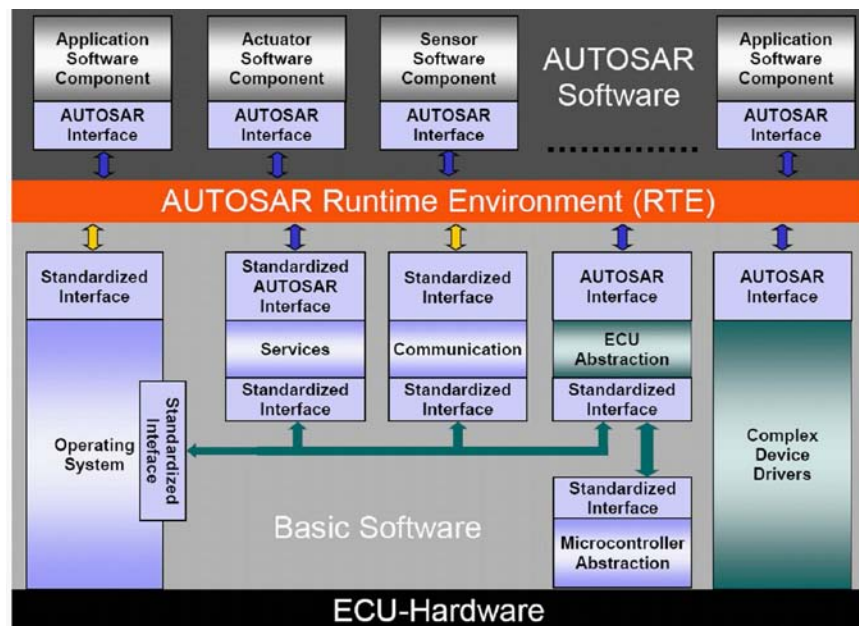 Application
Software
Component
AUTOSAR
Interface
Actuator
Software
Component
AUTOSAR
Interface
Sensor
Software
Component
AUTOSAR
Interface
AUTOSAR
Software
Application
Software
Component
AUTOSAR
Interface
AUTOSAR Runtime Environment (RTE)
Standardized
Interface
Operating
System
Standardized
Inteface
Standardized
AUTOSAR
Interface
Services
Standardized
Interface
Standardized
Interface
Communication
Standardized
Interface
AUTOSAR
Interface
ECU
Abstraction
Standardized
Interface
Standardized
Interface
Microcontroller
Abstraction
AUTOSAR
Interface
Complex
Device
Drivers
Basic Software
ECU-Hardware